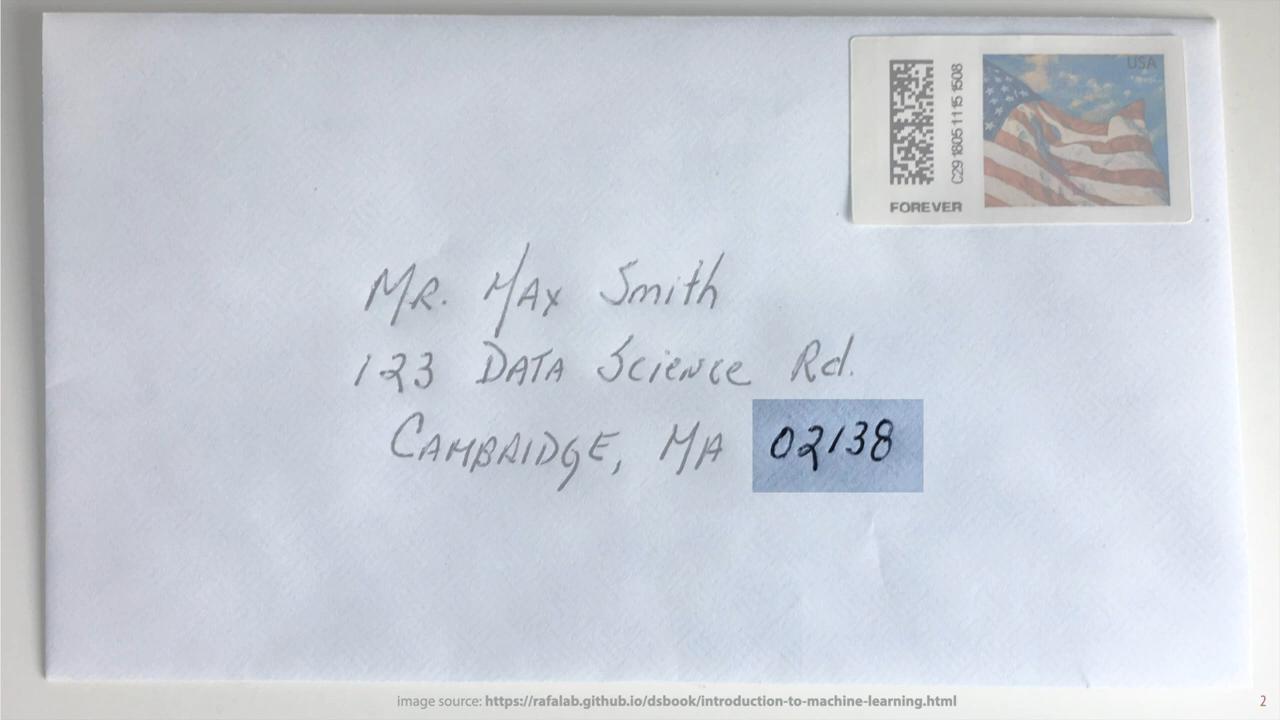 USA
C29 1805 1115 1508
FOREVER
MR. MAX Smith
123 DATA Science Rd.
CAMBRIDGE, MA 02138
image source: https://rafalab.github.io/dsbook/introduction-to-machine-learning.html 2